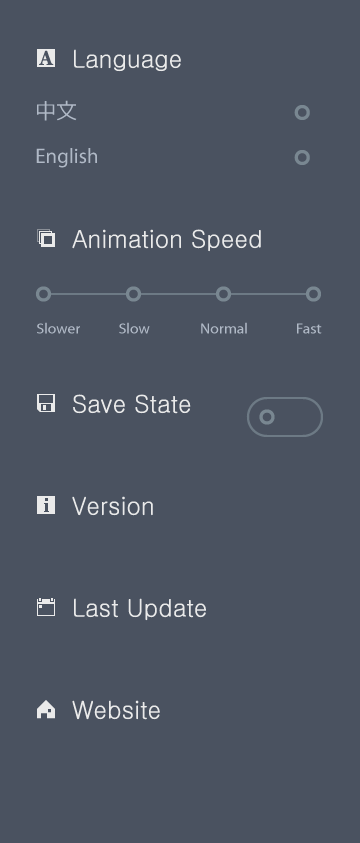 Language
中文
English
Animation Speed
Slower Slow Normal Fast
Save State
Version
Last Update
Website